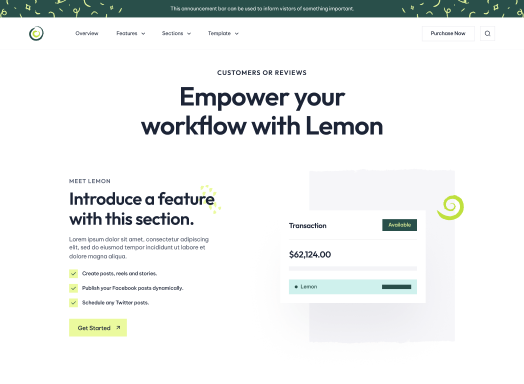 This announcement bar can be used to inform vistors of something important.
Overview
Features
Sections
Template
Purchase Now
CUSTOMERS OR REVIEWS
Empower your
workflow with Lemon
MEET LEMON
Introduce a feature
with this section.
Lorem ipsum dolor sit amet, consectetur adipiscing
elit, sed do eiusmod tempor incididunt ut labore et
dolore magna aliqua.
Create posts, reels and stories.
Publish your Facebook posts dynamically.
Schedule any Twitter posts.
Get Started
Transaction
Available
$62,124.00
Lemon